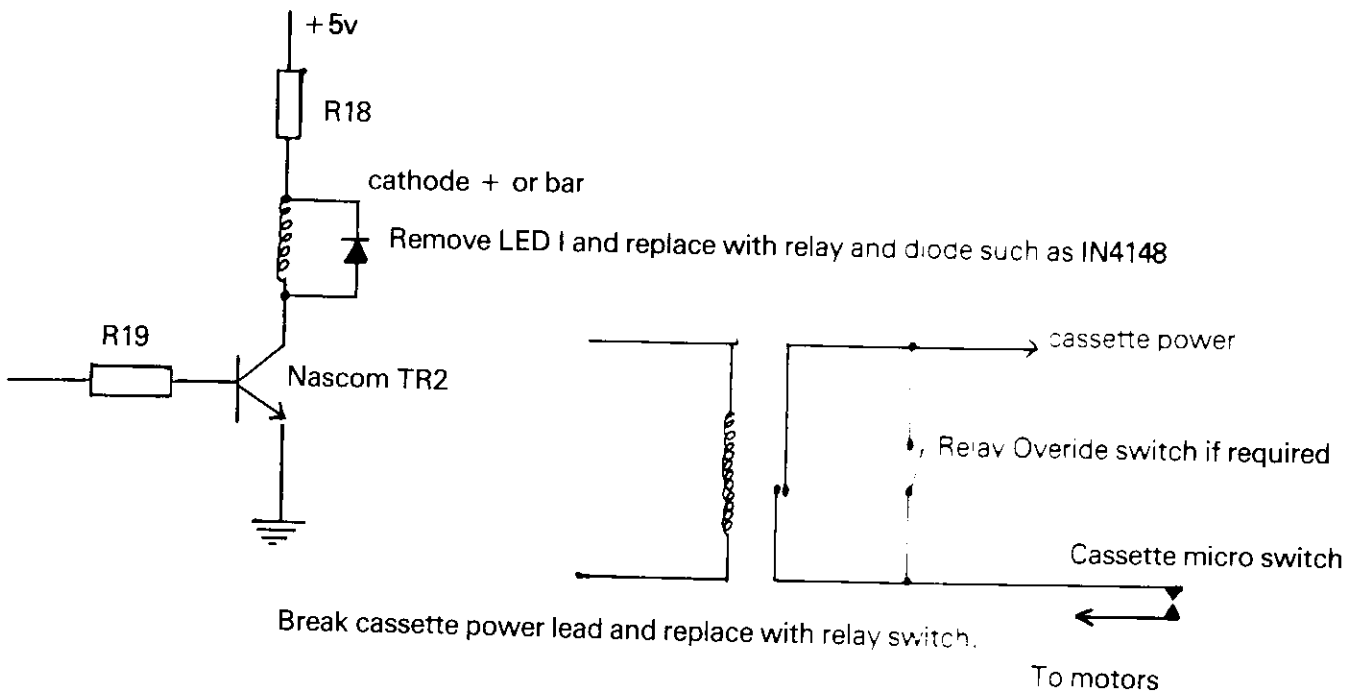 +5v
R18
cathode + or bar
Remove LED I and replace with relay and diode such as IN4148
R19
Nascom TR2
cassette power
Relay Overide switch if required
Cassette micro switch
Break cassette power lead and replace with relay switch.
To motors